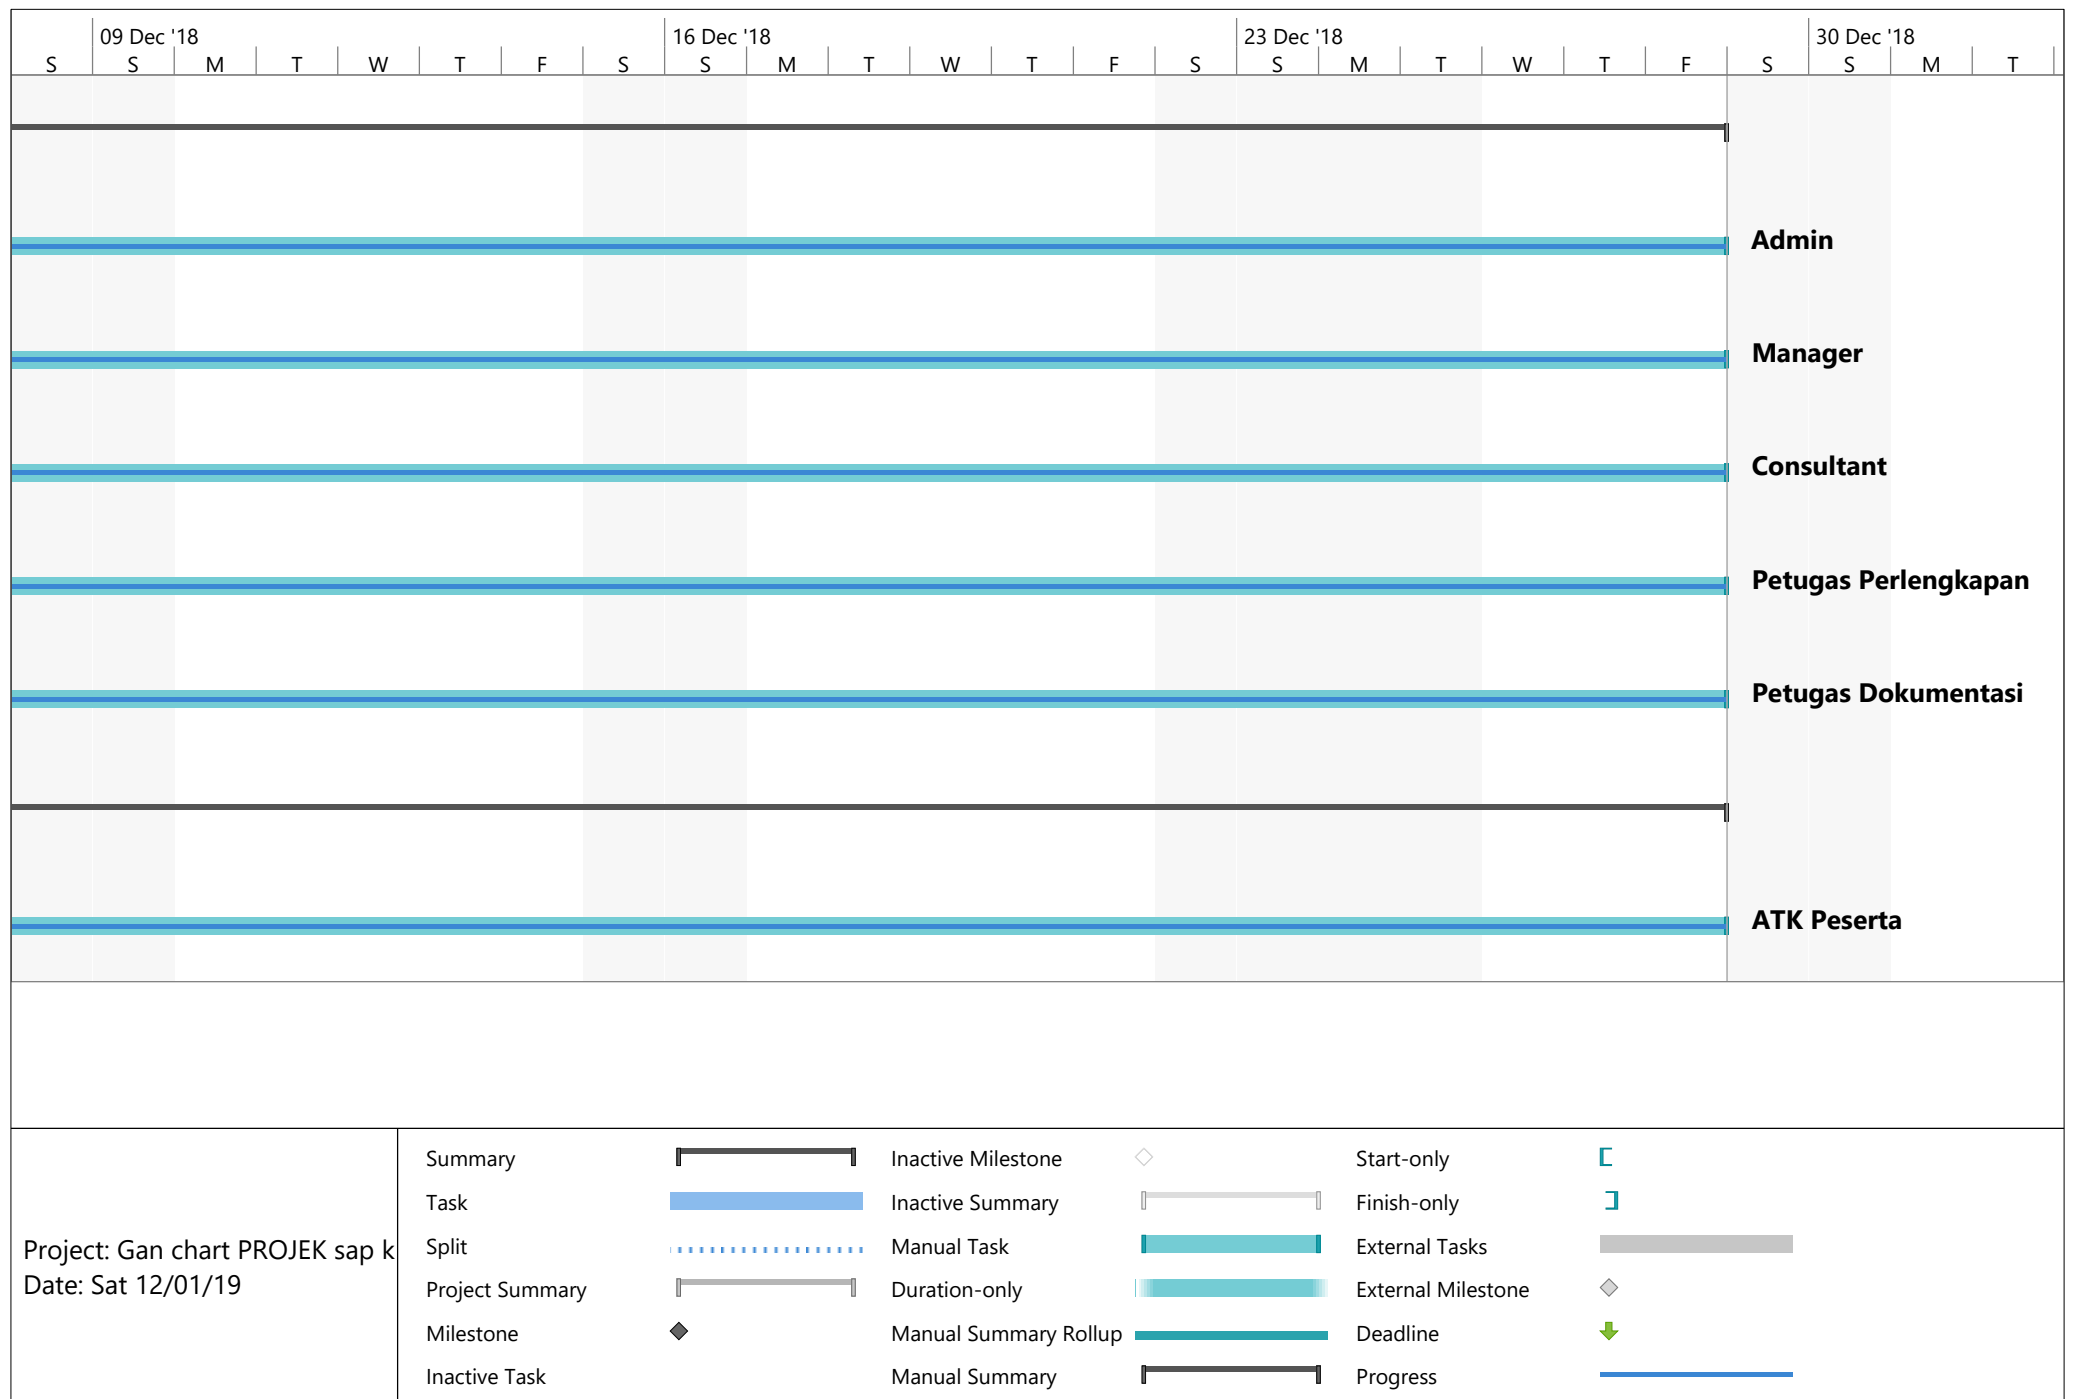 09 Dec '18 16 Dec '18 23 Dec '18 30 Dec '18
S S M T W T F S S M T W T F S S M T W T F S S M T
Admin
Manager
Consultant
Petugas Perlengkapan
Petugas Dokumentasi
ATK Peserta
Project: Gan chart PROJEK sap k
Date: Sat 12/01/19
Summary
Task
Split
Project Summary
Milestone
Inactive Task
Inactive Milestone
Inactive Summary
Manual Task
Duration-only
Manual Summary Rollup
Manual Summary
Start-only
Finish-only
External Tasks
External Milestone
Deadline
Progress